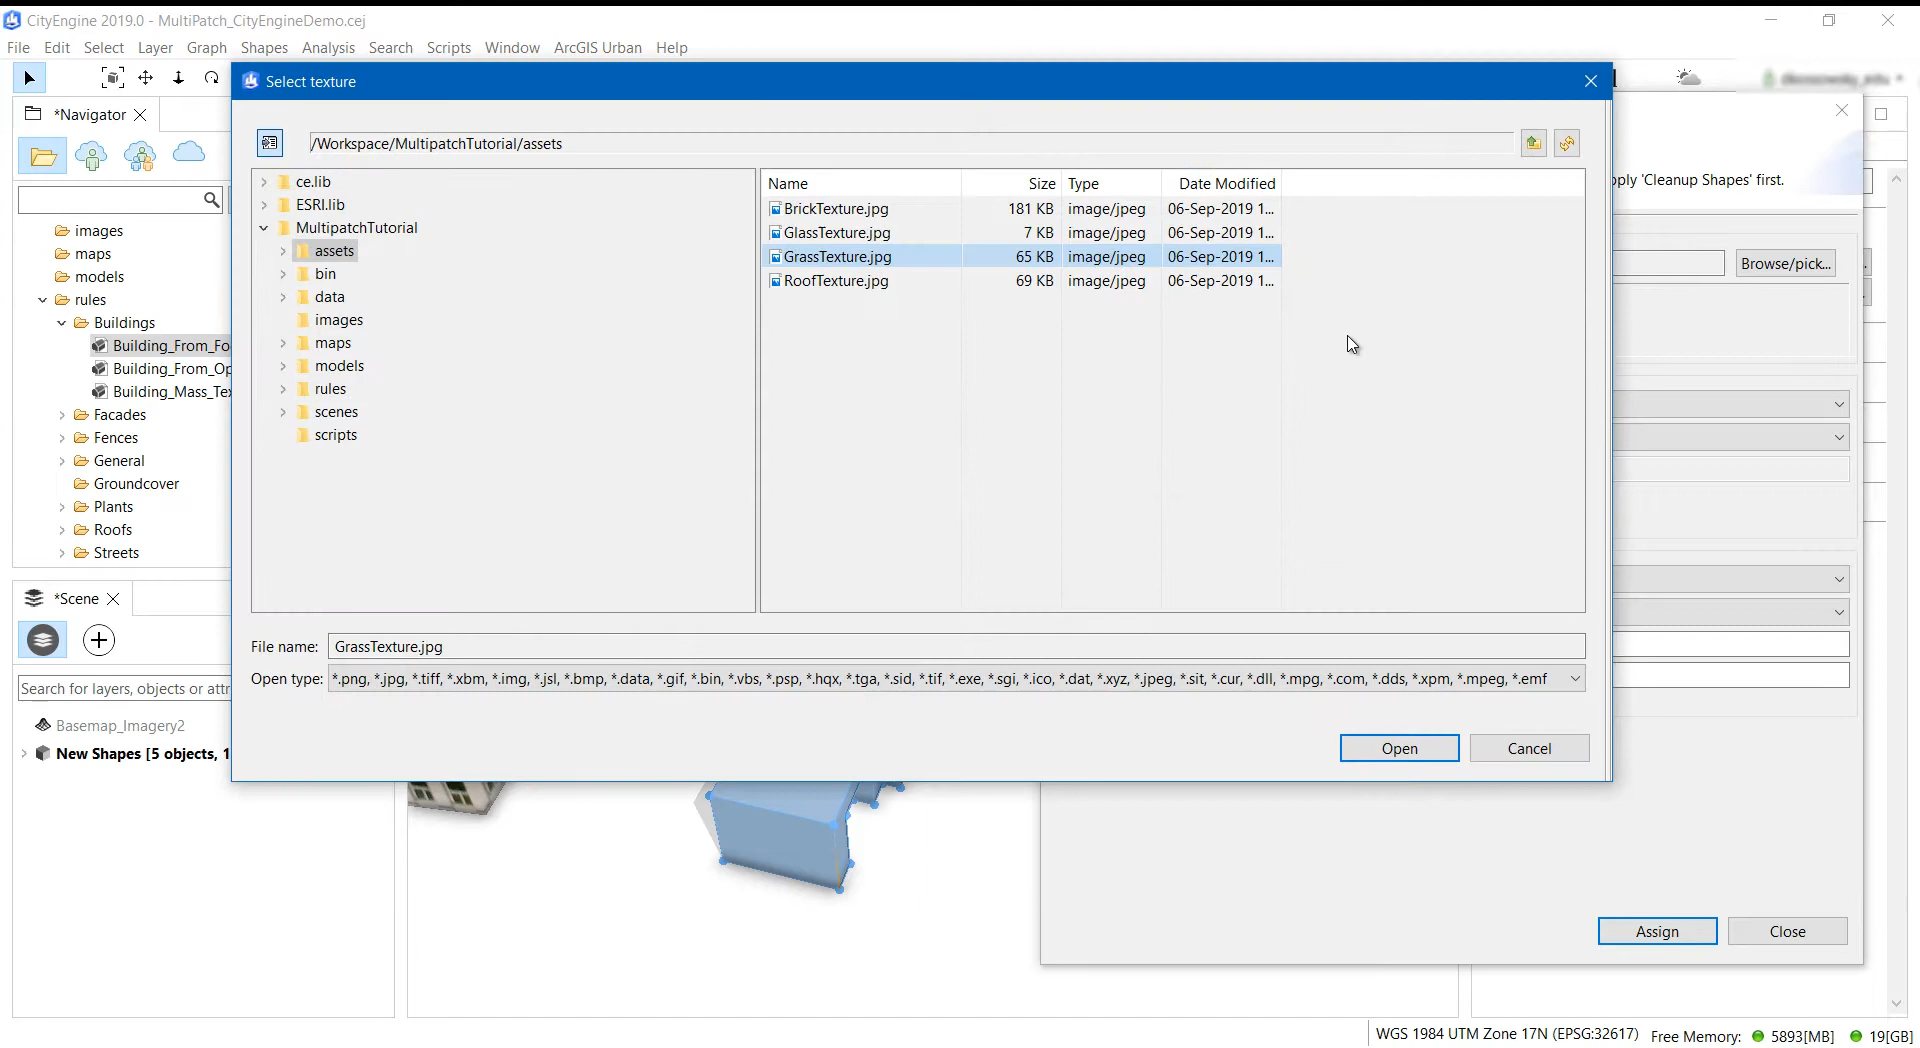 CityEngine 2019.0 - MultiPatch_CityEngineDemo.cej
File Edit Select Layer Graph Shapes Analysis Search Scripts Window ArcGIS Urban Help
Select texture
*Navigator
/Workspace/MultipatchTutorial/assets
pply 'Cleanup Shapes' first.
Browse/pick...
images
maps
models
rules
Buildings
Building_From_Fo
Building_From_Op
Building_Mass_Tex
Facades
Fences
General
Groundcover
Plants
Roofs
Streets
ce.lib
ESRI.lib
MultipatchTutorial
assets
bin
data
images
maps
models
rules
scenes
scripts
Name Size Type Date Modified
BrickTexture.jpg 181 KB image/jpeg 06-Sep-2019 1...
GlassTexture.jpg 7 KB image/jpeg 06-Sep-2019 1...
GrassTexture.jpg 65 KB image/jpeg 06-Sep-2019 1...
RoofTexture.jpg 69 KB image/jpeg 06-Sep-2019 1...
File name: GrassTexture.jpg
Open type: *.png, *.jpg, *.tiff, *.xbm, *.img, *.jsl, *.bmp, *.data, *.gif, *.bin, *.vbs, *.psp, *.hqx, *.tga, *.sid, *.tif, *.exe, *.sgi, *.ico, *.dat, *.xyz, *.jpeg, *.sit, *.cur, *.dll, *.mpg, *.com, *.dds, *.xpm, *.mpeg, *.emf
Open Cancel
*Scene
Search for layers, objects or attr
Basemap_Imagery2
New Shapes [5 objects, 1
Assign Close
WGS 1984 UTM Zone 17N (EPSG:32617) Free Memory: 5893[MB] 19[GB]